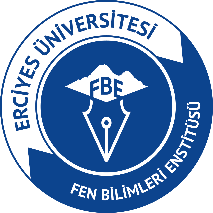 ERCİYES ÜNİVERSİTESİ
FBE
FEN BİLİMLERİ ENSTİTÜSÜ